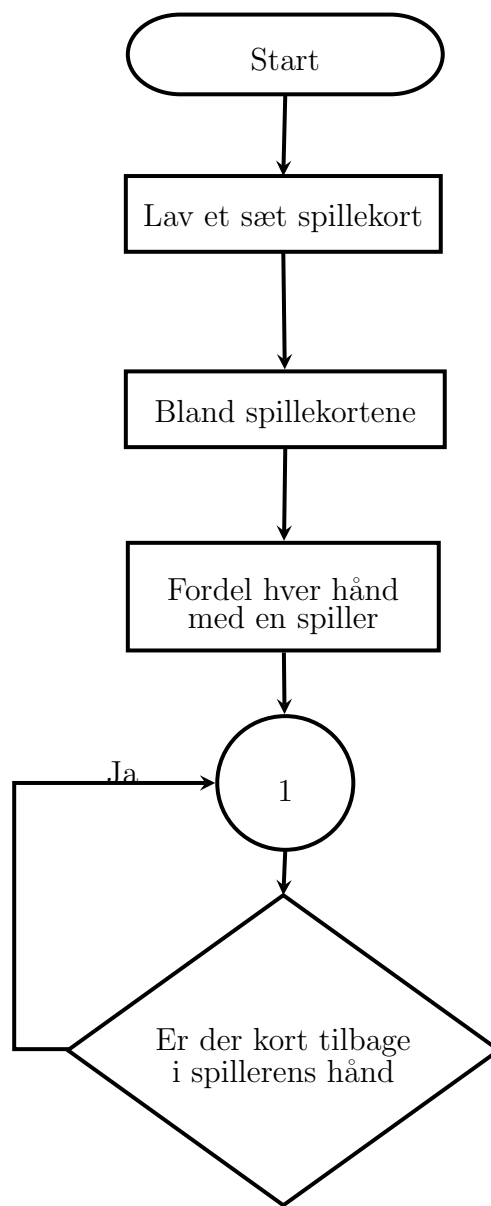 Start
Lav et sæt spillekort
Bland spillekortene
Fordel hver hånd
med en spiller
Ja
1
Er der kort tilbage
i spillerens hånd